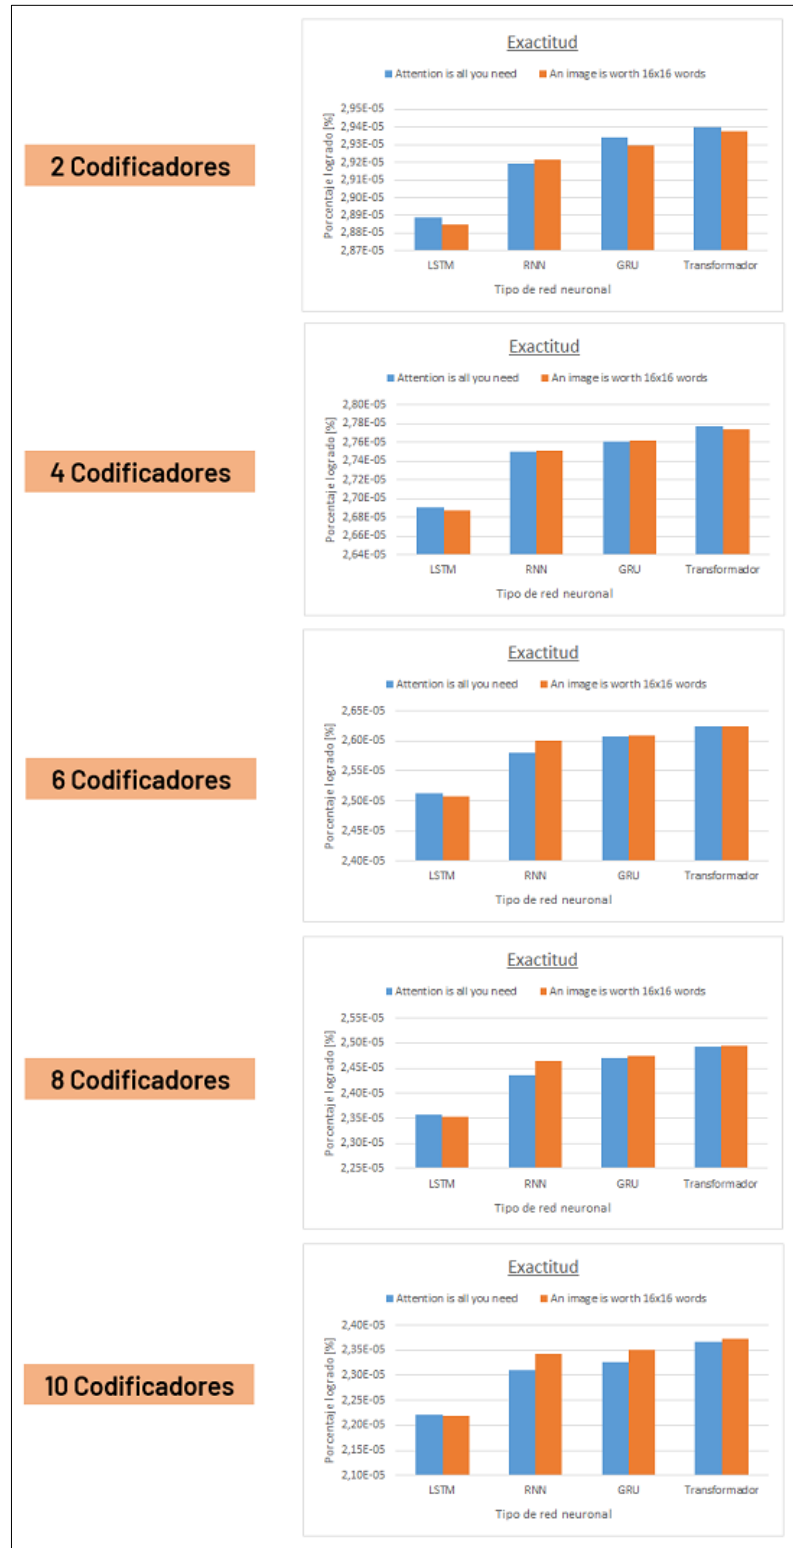 2 Codificadores
Exactitud
Attention is all you need An image is worth 16x16 words
Porcentaje logrado [%]
2,95E-05
2,94E-05
2,93E-05
2,92E-05
2,91E-05
2,90E-05
2,89E-05
2,88E-05
2,87E-05
LSTM RNN GRU Transformador
Tipo de red neuronal
4 Codificadores
Exactitud
Attention is all you need An image is worth 16x16 words
Porcentaje logrado [%]
2,80E-05
2,78E-05
2,76E-05
2,74E-05
2,72E-05
2,70E-05
2,68E-05
2,66E-05
2,64E-05
LSTM RNN GRU Transformador
Tipo de red neuronal
6 Codificadores
Exactitud
Attention is all you need An image is worth 16x16 words
Porcentaje logrado [%]
2,65E-05
2,60E-05
2,55E-05
2,50E-05
2,45E-05
2,40E-05
LSTM RNN GRU Transformador
Tipo de red neuronal
8 Codificadores
Exactitud
Attention is all you need An image is worth 16x16 words
Porcentaje logrado [%]
2,55E-05
2,50E-05
2,45E-05
2,40E-05
2,35E-05
2,30E-05
2,25E-05
LSTM RNN GRU Transformador
Tipo de red neuronal
10 Codificadores
Exactitud
Attention is all you need An image is worth 16x16 words
Porcentaje logrado [%]
2,40E-05
2,35E-05
2,30E-05
2,25E-05
2,20E-05
2,15E-05
2,10E-05
LSTM RNN GRU Transformador
Tipo de red neuronal